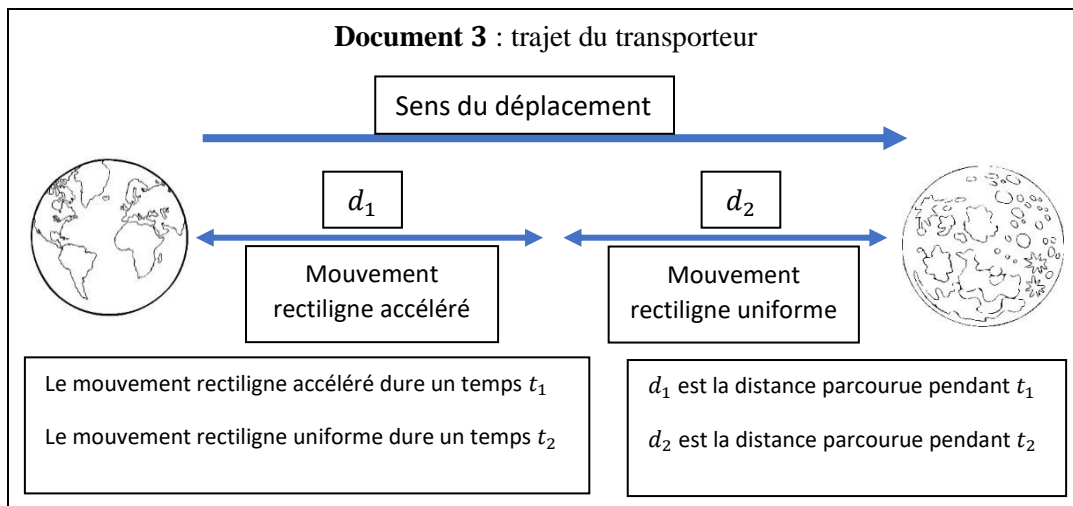 Document 3 : trajet du transporteur
Sens du déplacement
d₁
d₂
Mouvement
rectiligne accéléré
Mouvement
rectiligne uniforme
Le mouvement rectiligne accéléré dure un temps t₁
Le mouvement rectiligne uniforme dure un temps t₂
d₁ est la distance parcourue pendant t₁
d₂ est la distance parcourue pendant t₂